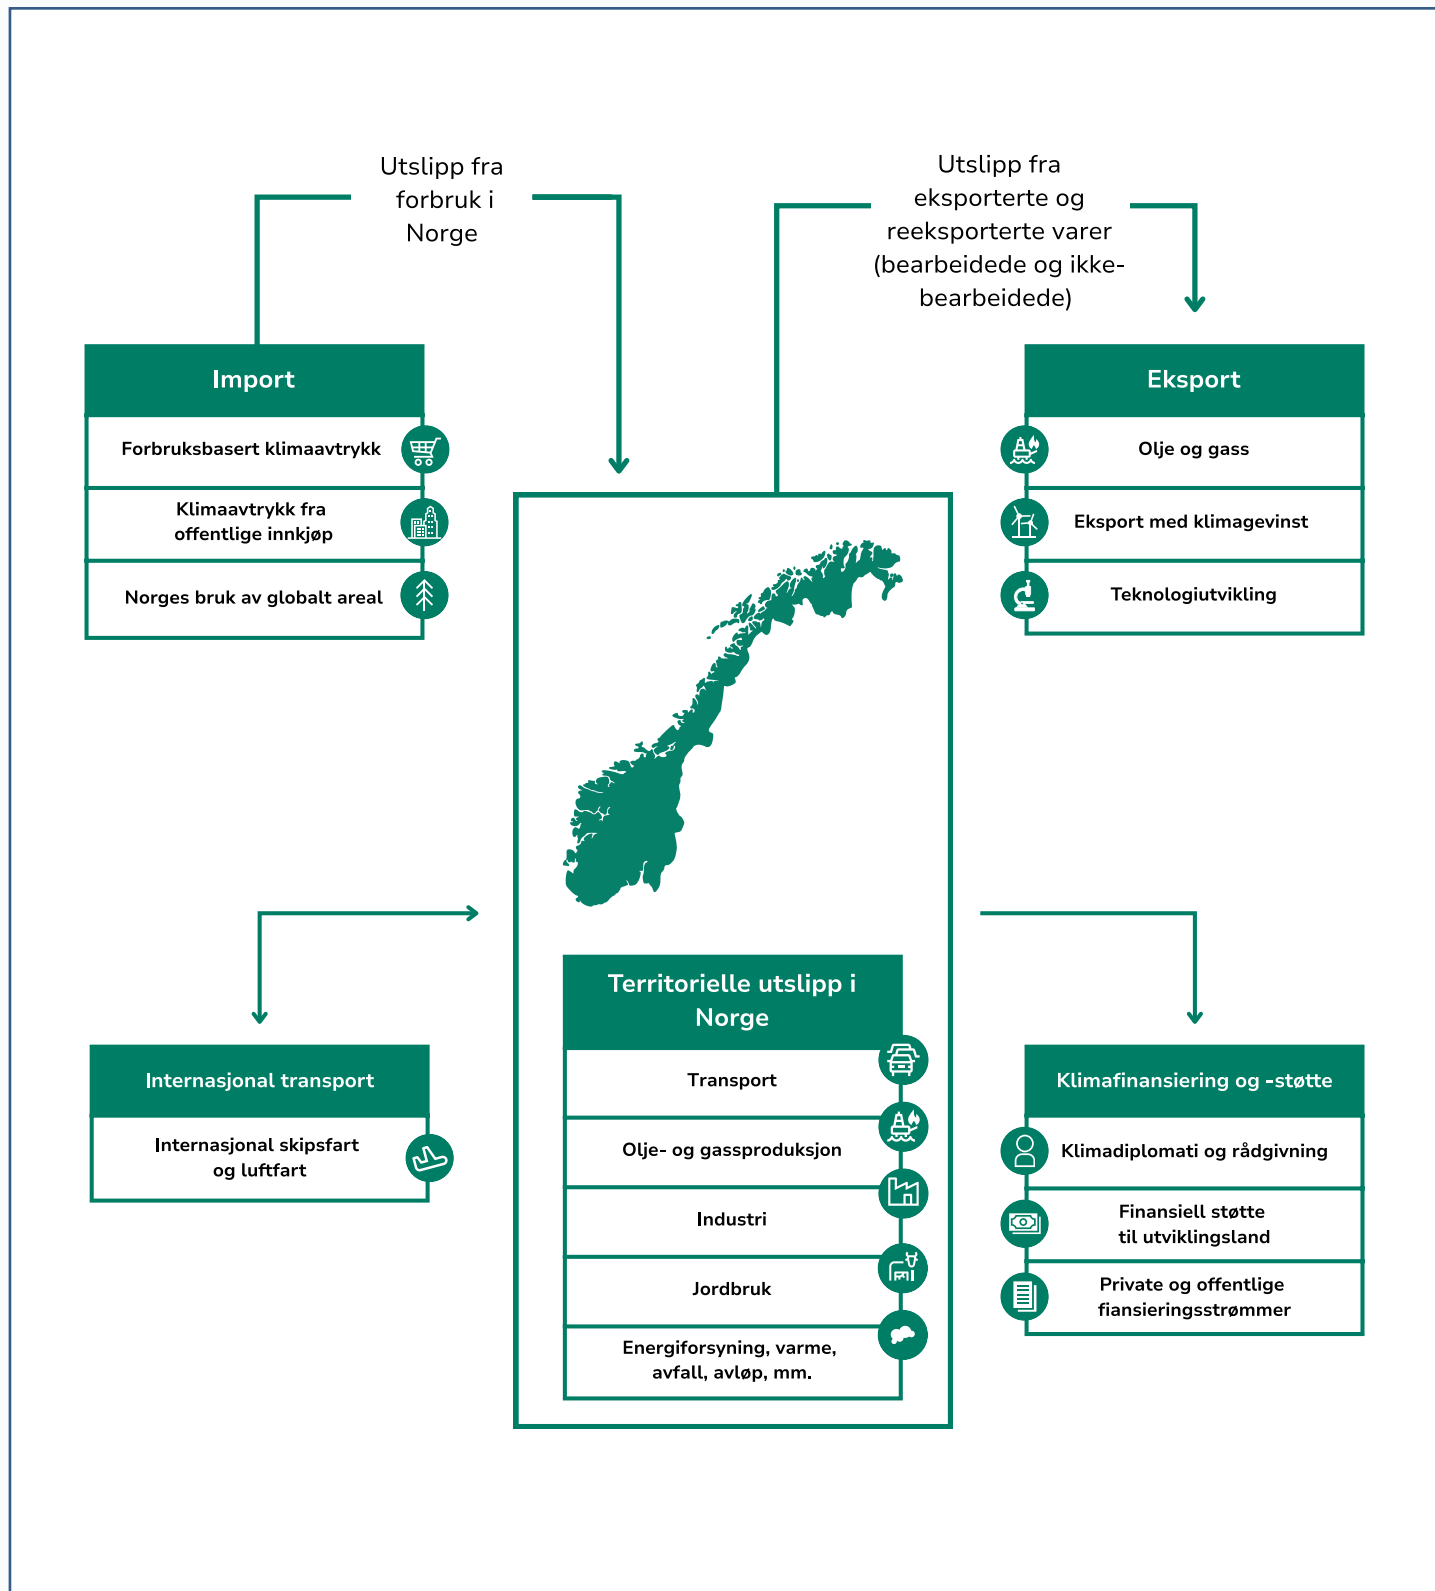 Utslipp fra
forbruk i
Norge
Utslipp fra
eksporterte og
reeksporterte varer
(bearbeidede og ikke-
bearbeidede)
Import
Forbruksbasert klimaavtrykk
Klimaavtrykk fra
offentlige innkjøp
Norges bruk av globalt areal
Eksport
Olje og gass
Eksport med klimagevinst
Teknologiutvikling
Territorielle utslipp i
Norge
Transport
Olje- og gassproduksjon
Industri
Jordbruk
Energiforsyning, varme,
avfall, avløp, mm.
Internasjonal transport
Internasjonal skipsfart
og luftfart
Klimafinansiering og -støtte
Klimadiplomati og rådgivning
Finansiell støtte
til utviklingsland
Private og offentlige
fiansieringsstrømmer